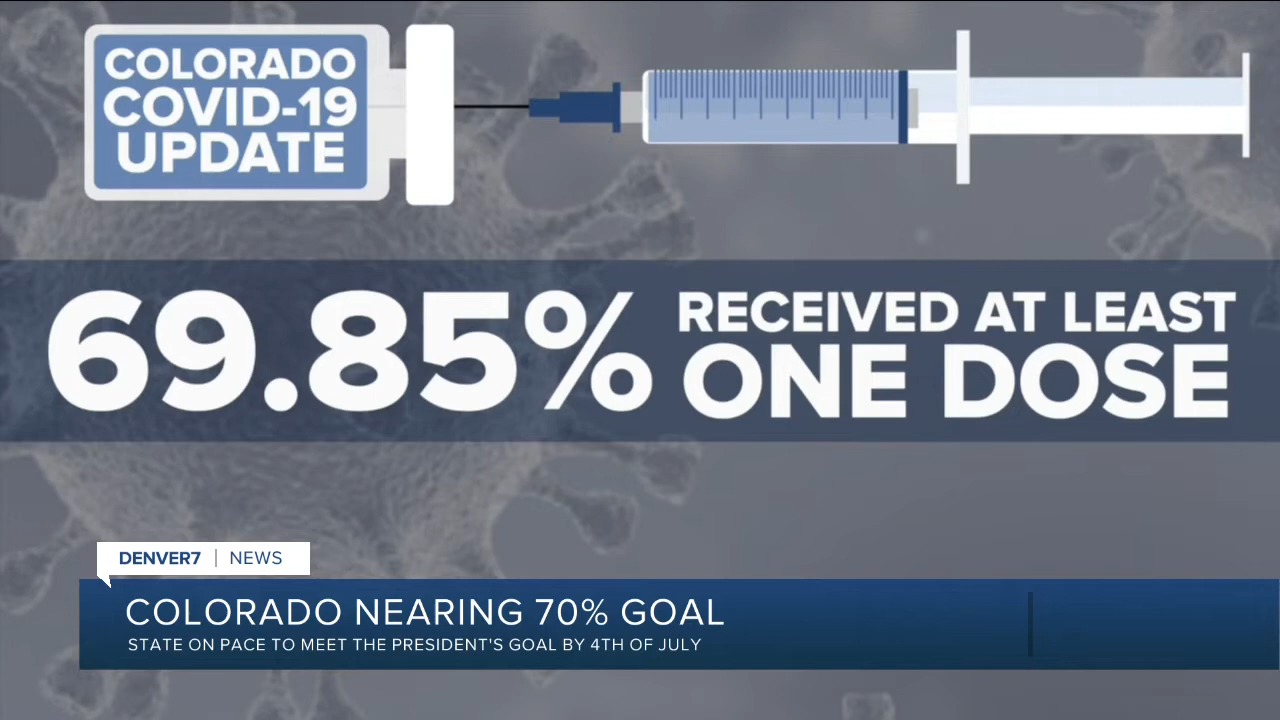 COLORADO
COVID-19
UPDATE
69.85% RECEIVED AT LEAST
ONE DOSE
DENVER7 | NEWS
COLORADO NEARING 70% GOAL
STATE ON PACE TO MEET THE PRESIDENT'S GOAL BY 4TH OF JULY